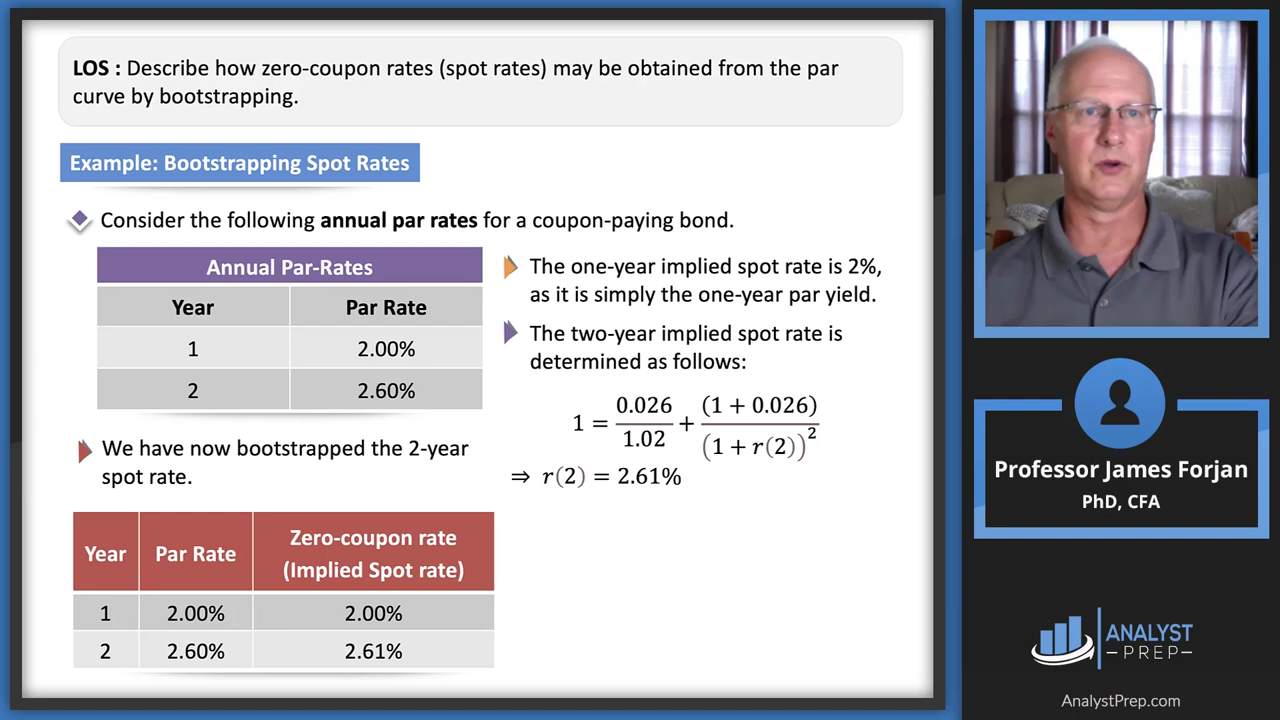 LOS : Describe how zero-coupon rates (spot rates) may be obtained from the par
curve by bootstrapping.
Example: Bootstrapping Spot Rates
Consider the following annual par rates for a coupon-paying bond.
Annual Par-Rates
Year Par Rate
1 2.00%
2 2.60%
The one-year implied spot rate is 2%,
as it is simply the one-year par yield.
The two-year implied spot rate is
determined as follows:
1 = 0.026/1.02 + (1 + 0.026)/(1 + r(2))²
⇒ r(2) = 2.61%
We have now bootstrapped the 2-year
spot rate.
Year Par Rate Zero-coupon rate
(Implied Spot rate)
1 2.00% 2.00%
2 2.60% 2.61%
Professor James Forjan
PhD, CFA
ANALYST
PREP
AnalystPrep.com